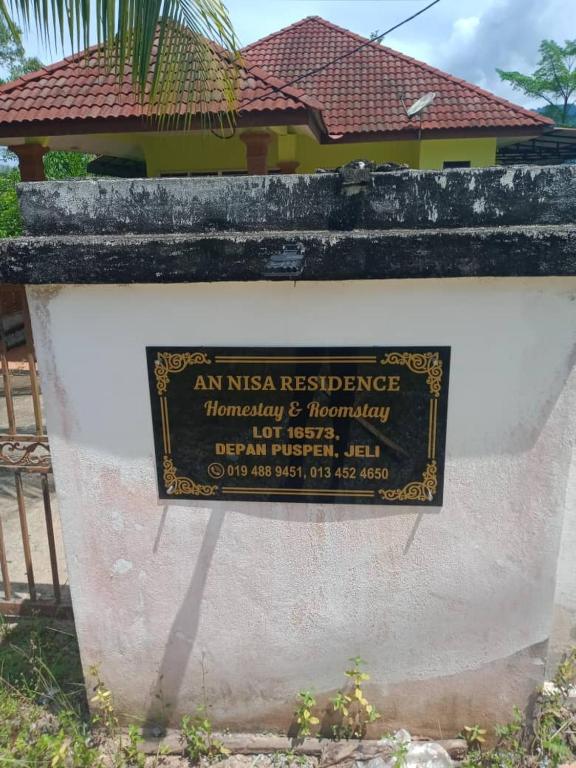 AN NISA RESIDENCE
Homestay & Roomstay
LOT 16573,
DEPAN PUSPEN, JELI
019 488 9451, 013 452 4650